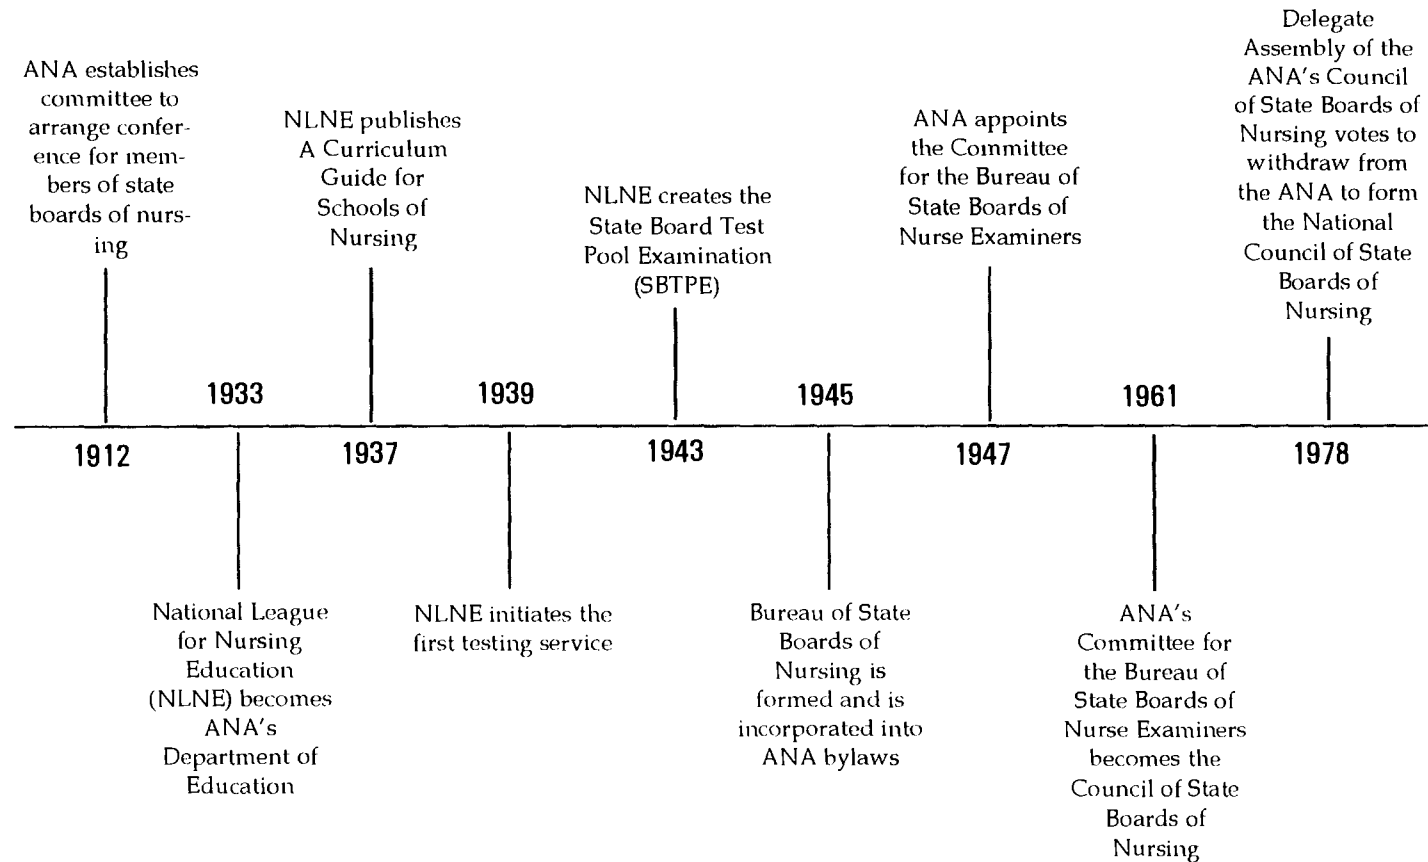 ANA establishes
committee to
arrange confer-
ence for mem-
bers of state
boards of nurs-
ing
NLNE publishes
A Curriculum
Guide for
Schools of
Nursing
NLNE creates the
State Board Test
Pool Examination
(SBTPE)
ANA appoints
the Committee
for the Bureau of
State Boards of
Nurse Examiners
Delegate
Assembly of the
ANA's Council
of State Boards of
Nursing votes to
withdraw from
the ANA to form
the National
Council of State
Boards of
Nursing
1933
1939
1945
1961
1912
1937
1943
1947
1978
National League
for Nursing
Education
(NLNE) becomes
ANA's
Department of
Education
NLNE initiates the
first testing service
Bureau of State
Boards of
Nursing is
formed and is
incorporated into
ANA bylaws
ANA's
Committee for
the Bureau of
State Boards of
Nurse Examiners
becomes the
Council of State
Boards of
Nursing